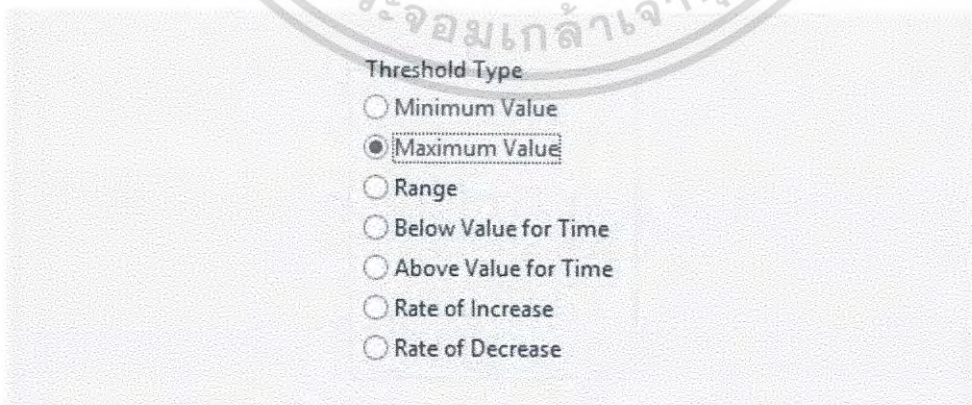 ระจอมเกล้าเจ้า
Threshold Type
Minimum Value
Maximum Value
Range
Below Value for Time
Above Value for Time
Rate of Increase
Rate of Decrease